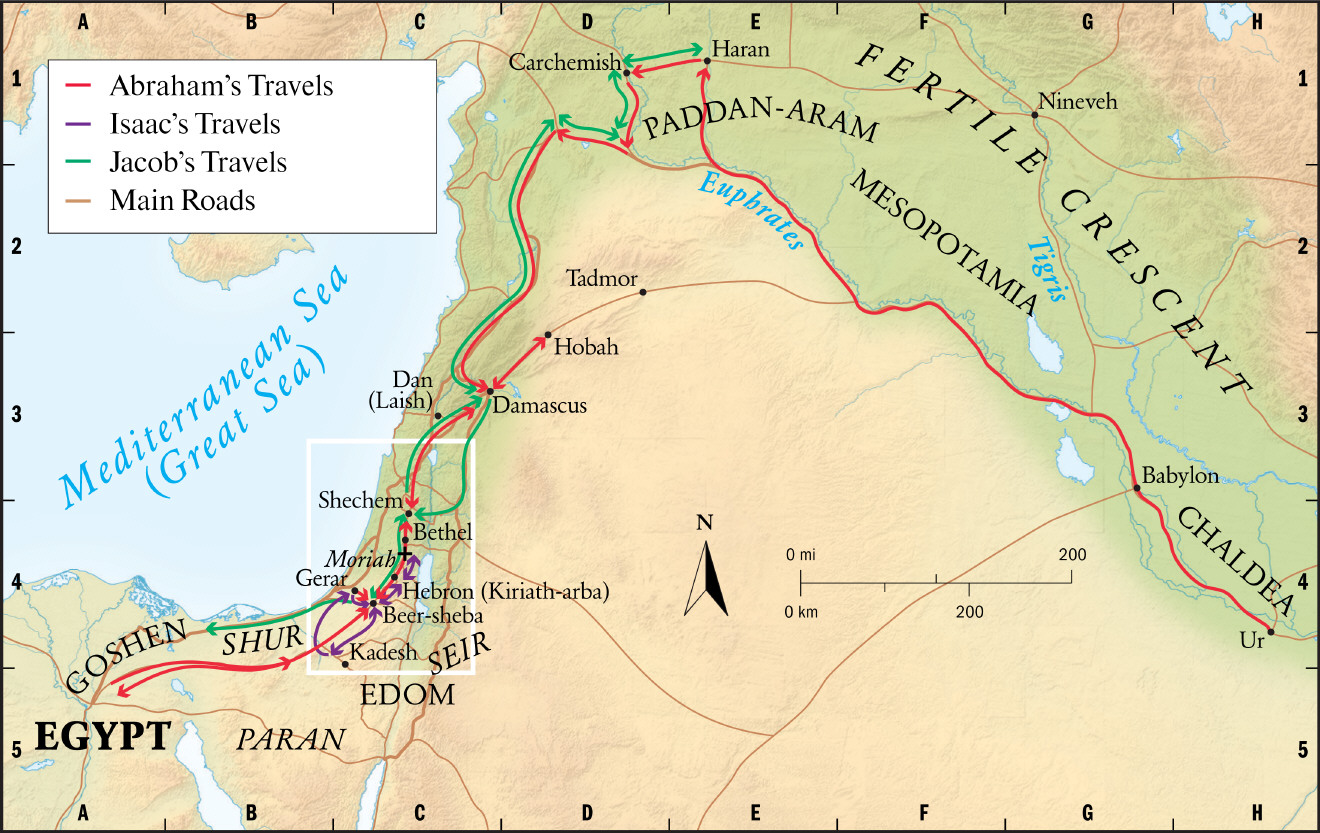 A B C D E F G H
1
2
3
4
5
Abraham's Travels
Isaac's Travels
Jacob's Travels
Main Roads
Carchemish
Haran
PADDAN-ARAM
FERTILE CRESCENT
Nineveh
Euphrates
MESOPOTAMIA
Tigris
Tadmor
Hobah
Mediterranean Sea
(Great Sea)
Dan
(Laish)
Damascus
Shechem
Bethel
Moriah
Gerar
Hebron (Kiriath-arba)
Beer-sheba
Kadesh
GOSHEN
SHUR
SEIR
EDOM
EGYPT
PARAN
N
0 mi 200
0 km 200
Babylon
CHALDEA
Ur
1
2
3
4
5
A B C D E F G H